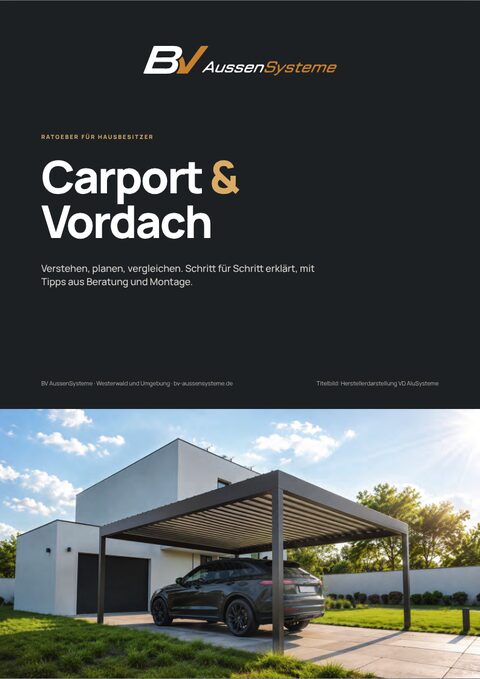 BV AussenSysteme
RATGEBER FÜR HAUSBESITZER
Carport &
Vordach
Verstehen, planen, vergleichen. Schritt für Schritt erklärt, mit
Tipps aus Beratung und Montage.
BV AussenSysteme · Westerwald und Umgebung · bv-aussensysteme.de
Titelbild: Herstellerdarstellung VD AluSysteme